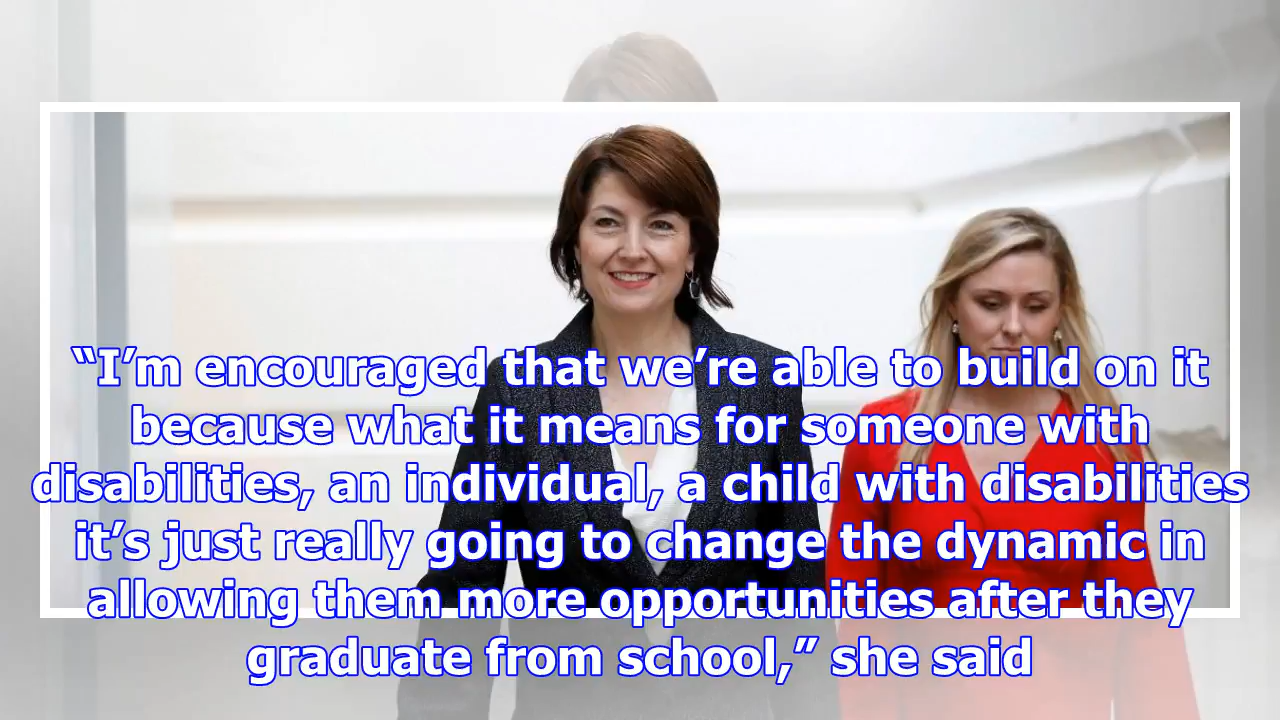 “I’m encouraged that we’re able to build on it
because what it means for someone with
disabilities, an individual, a child with disabilities
it’s just really going to change the dynamic in
allowing them more opportunities after they
graduate from school,” she said